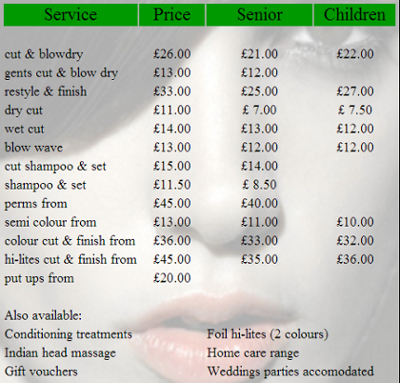 Service Price Senior Children
cut & blowdry £26.00 £21.00 £22.00
gents cut & blow dry £13.00 £12.00
restyle & finish £33.00 £25.00 £27.00
dry cut £11.00 £ 7.00 £ 7.50
wet cut £14.00 £13.00 £12.00
blow wave £13.00 £12.00 £12.00
cut shampoo & set £15.00 £14.00
shampoo & set £11.50 £ 8.50
perms from £45.00 £40.00
semi colour from £13.00 £11.00 £10.00
colour cut & finish from £36.00 £33.00 £32.00
hi-lites cut & finish from £45.00 £35.00 £36.00
put ups from £20.00
Also available:
Conditioning treatments Foil hi-lites (2 colours)
Indian head massage Home care range
Gift vouchers Weddings parties accomodated